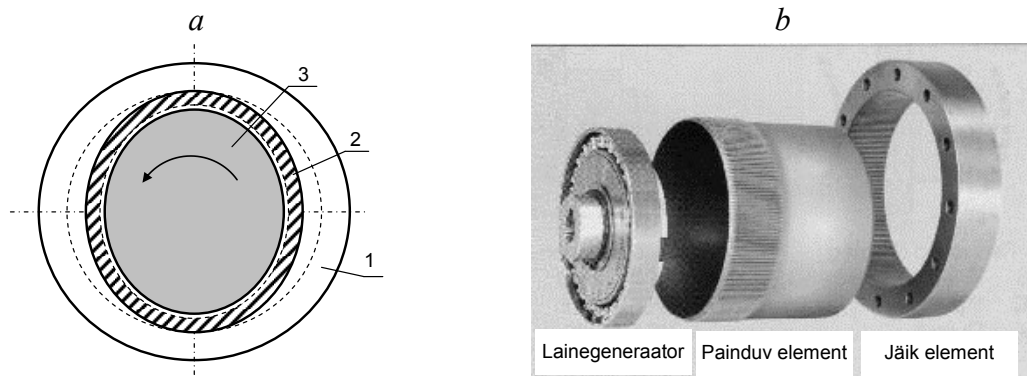 a
3
2
1
b
Lainegeneraator
Painduv element
Jäik element